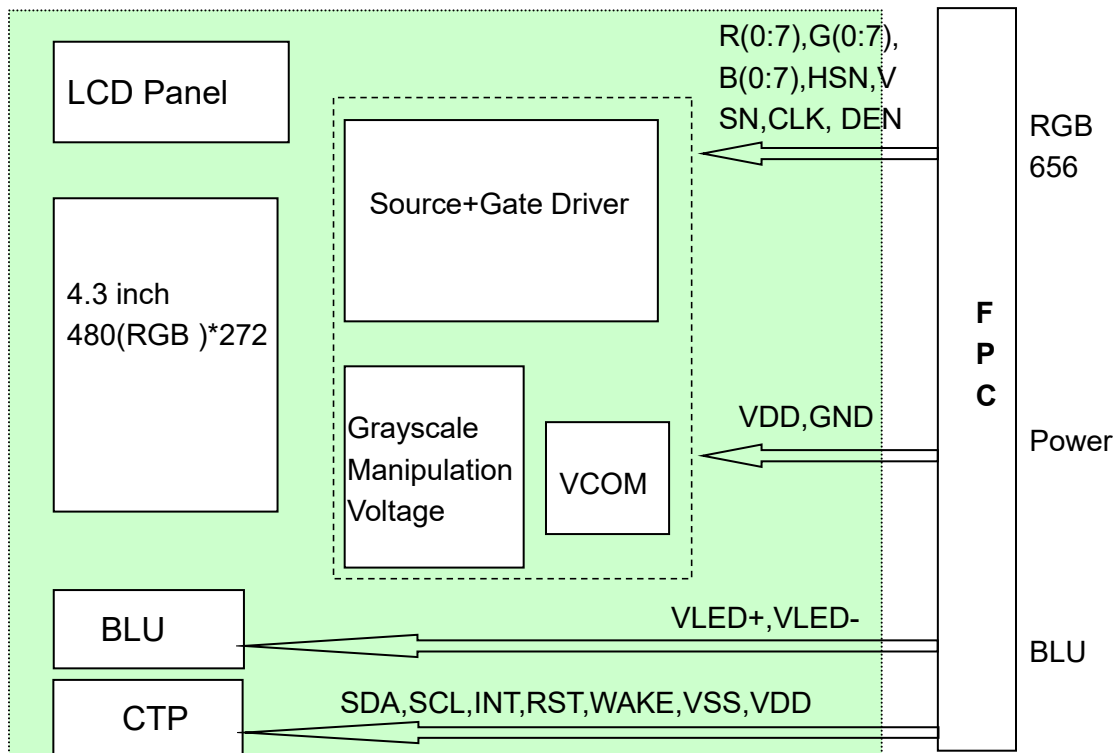 LCD Panel
4.3 inch
480(RGB )*272
Source+Gate Driver
Grayscale
Manipulation
Voltage
VCOM
BLU
CTP
R(0:7),G(0:7),
B(0:7),HSN,V
SN,CLK, DEN
VDD,GND
VLED+,VLED-
SDA,SCL,INT,RST,WAKE,VSS,VDD
F
P
C
RGB
656
Power
BLU